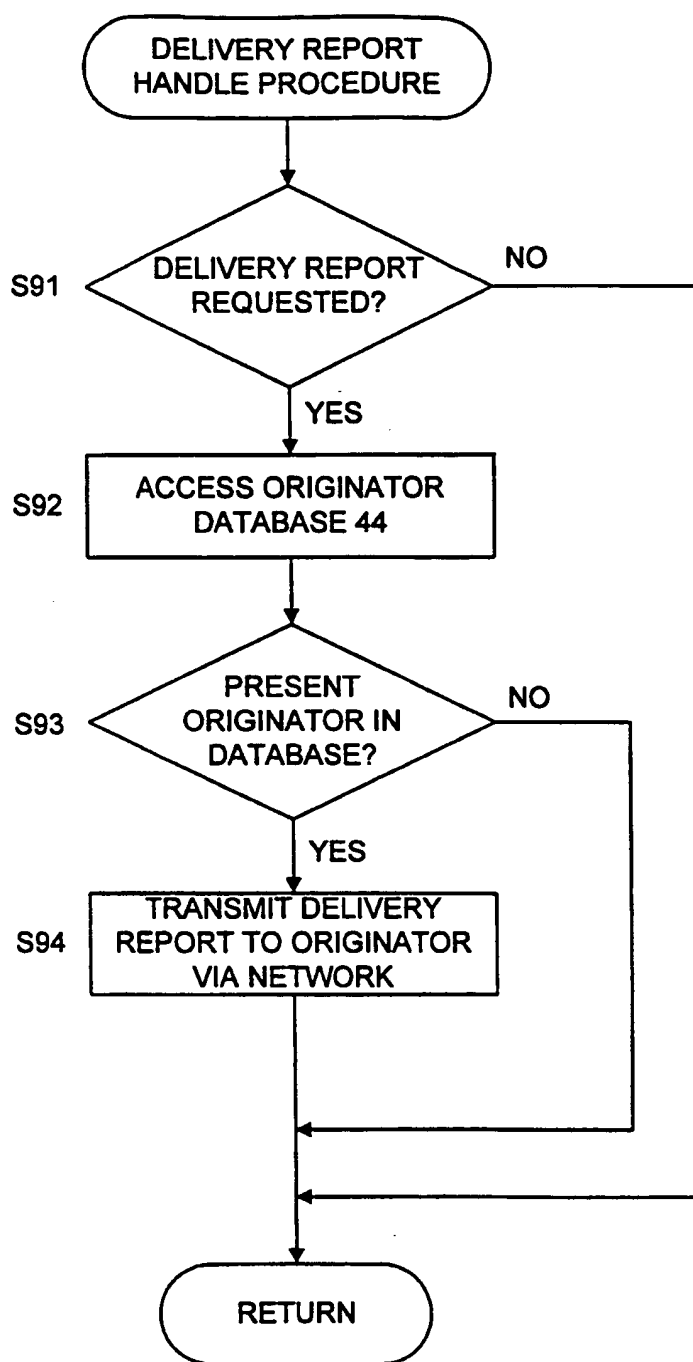 DELIVERY REPORT
HANDLE PROCEDURE
S91
DELIVERY REPORT
REQUESTED?
NO
YES
S92
ACCESS ORIGINATOR
DATABASE 44
S93
PRESENT
ORIGINATOR IN
DATABASE?
NO
YES
S94
TRANSMIT DELIVERY
REPORT TO ORIGINATOR
VIA NETWORK
RETURN